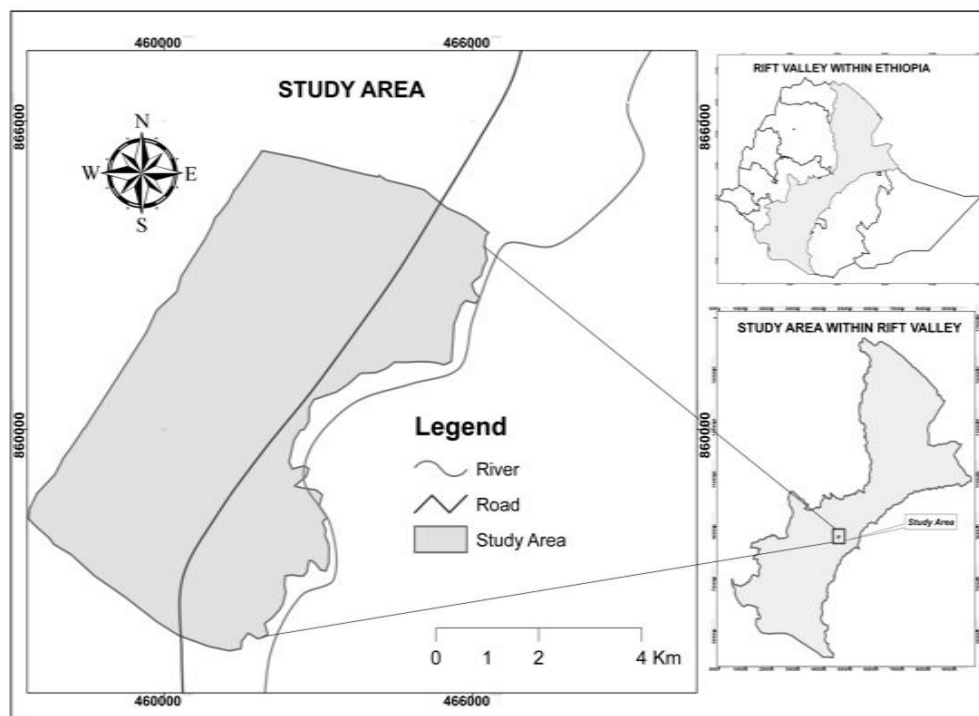 460000
466000
STUDY AREA
N
W
E
S
866000
866000
860000
860000
Legend
River
Road
Study Area
0 1 2 4 Km
460000
466000
RIFT VALLEY WITHIN ETHIOPIA
STUDY AREA WITHIN RIFT VALLEY
Study Area